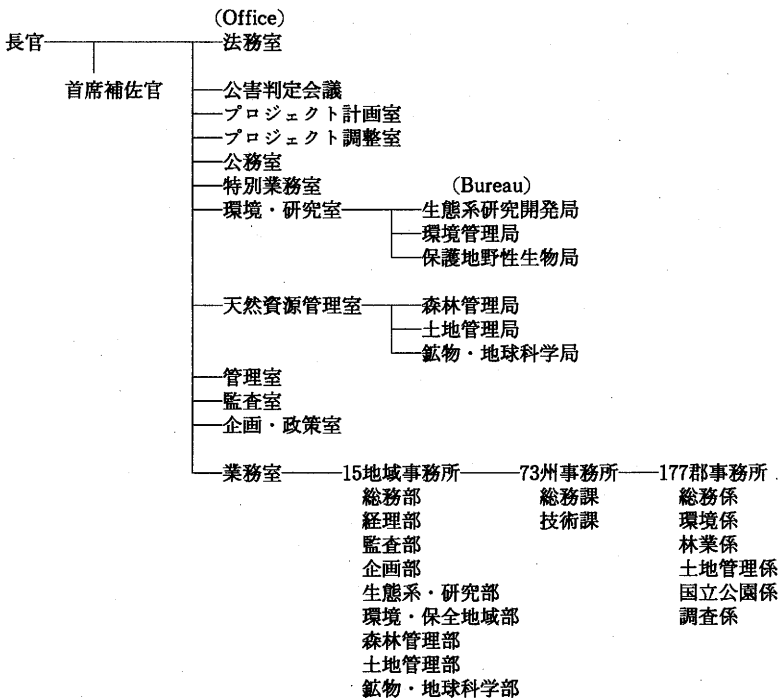 (Office)
長官 法務室
首席補佐官 公害判定会議
プロジェクト計画室
プロジェクト調整室
公務室
特別業務室 (Bureau)
環境・研究室 生態系研究開発局
環境管理局
保護地野性生物局
天然資源管理室 森林管理局
土地管理局
鉱物・地球科学局
管理室
監査室
企画・政策室
業務室 15地域事務所 73州事務所 177郡事務所
総務部 総務課 総務係
経理部 技術課 環境係
監査部 林業係
企画部 土地管理係
生態系・研究部 国立公園係
環境・保全地域部 調査係
森林管理部
土地管理部
鉱物・地球科学部